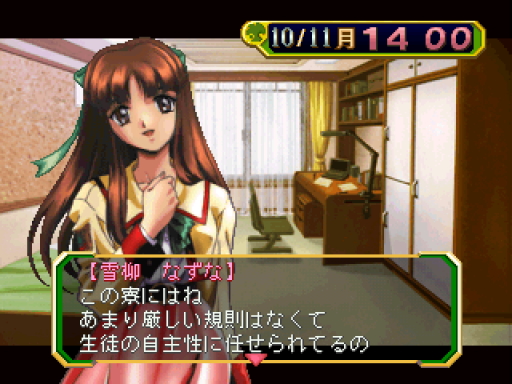 10/11月 14 00
【雪柳　なずな】
この寮にはね
あまり厳しい規則はなくて
生徒の自主性に任せられてるの